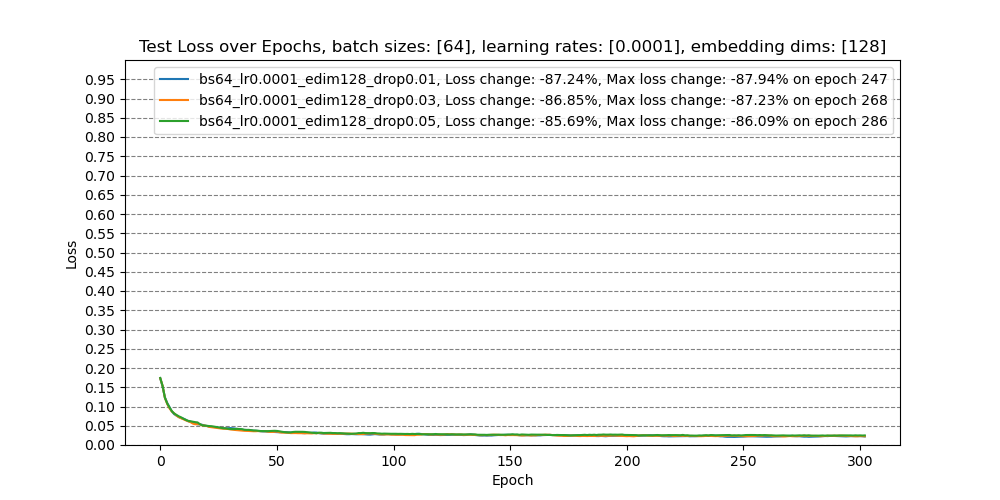 Test Loss over Epochs, batch sizes: [64], learning rates: [0.0001], embedding dims: [128]
bs64_lr0.0001_edim128_drop0.01, Loss change: -87.24%, Max loss change: -87.94% on epoch 247
bs64_lr0.0001_edim128_drop0.03, Loss change: -86.85%, Max loss change: -87.23% on epoch 268
bs64_lr0.0001_edim128_drop0.05, Loss change: -85.69%, Max loss change: -86.09% on epoch 286
0.95
0.90
0.85
0.80
0.75
0.70
0.65
0.60
0.55
0.50
0.45
0.40
0.35
0.30
0.25
0.20
0.15
0.10
0.05
0.00
Loss
0 50 100 150 200 250 300
Epoch